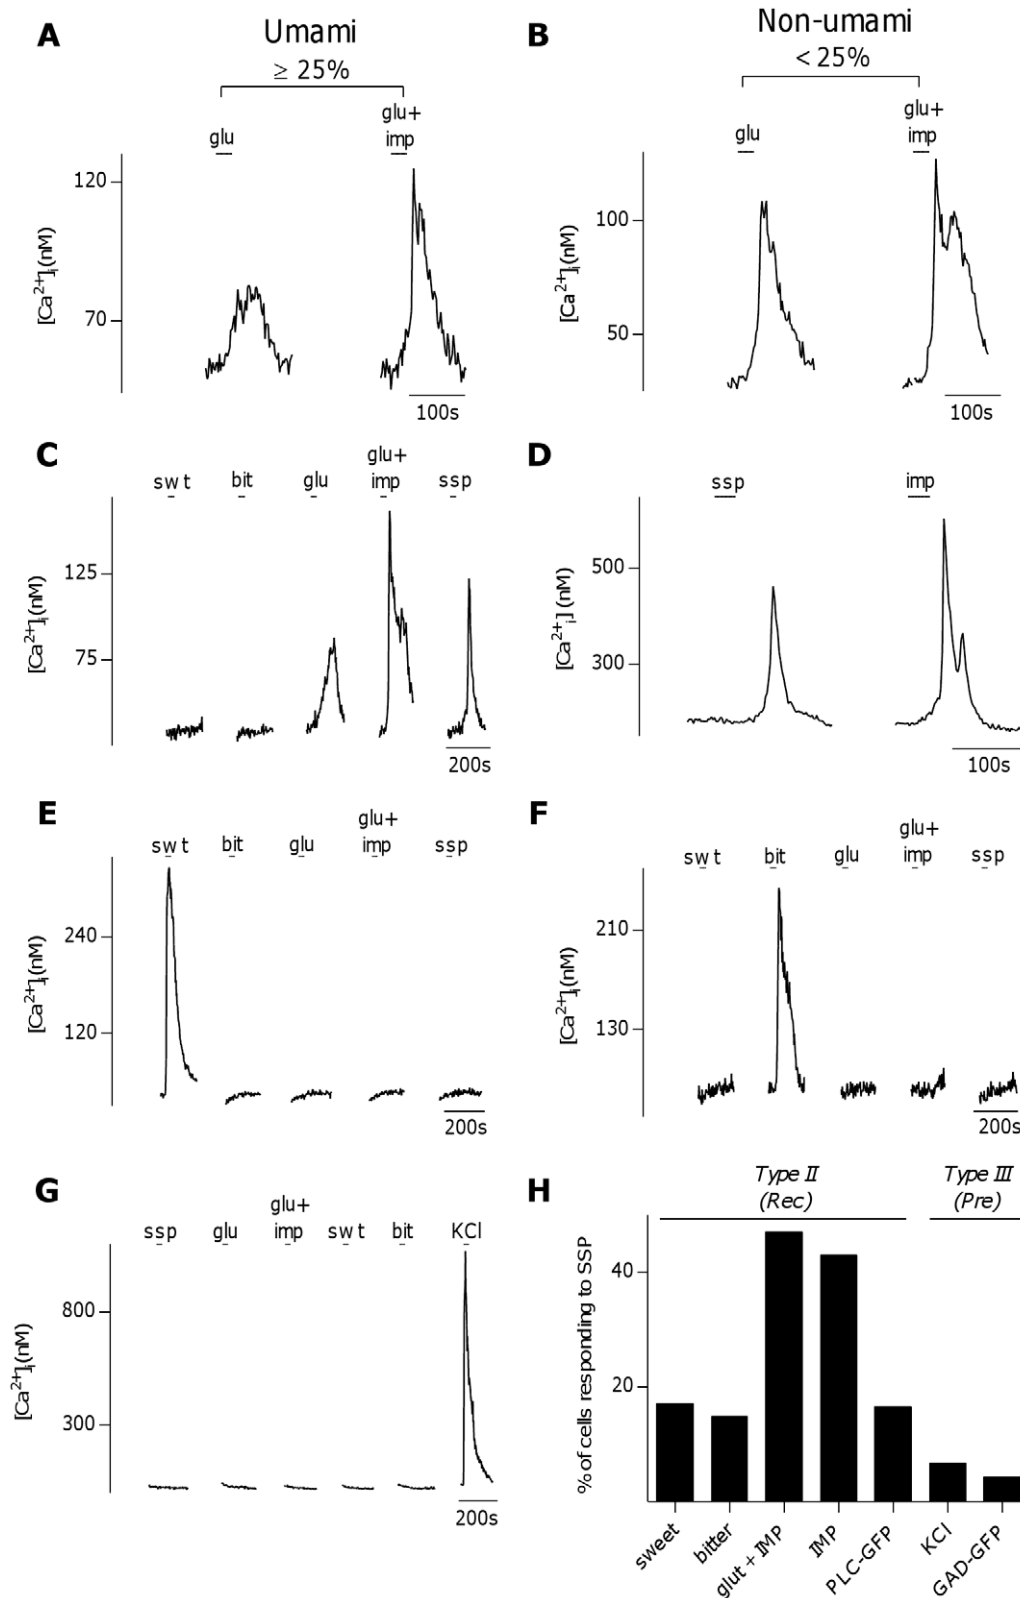 A
Umami
≥ 25%
glu
glu+
imp
120
70
[Ca2+]i(nM)
100s
B
Non-umami
< 25%
glu
glu+
imp
100
50
[Ca2+]i(nM)
100s
C
swt bit glu glu+
imp ssp
125
75
[Ca2+]i(nM)
200s
D
ssp imp
500
300
[Ca2+i] (nM)
100s
E
swt bit glu glu+
imp ssp
240
120
[Ca2+]i(nM)
200s
F
swt bit glu glu+
imp ssp
210
130
[Ca2+]i(nM)
200s
G
ssp glu glu+
imp swt bit KCl
800
300
[Ca2+]i(nM)
200s
H
Type II
(Rec)
Type III
(Pre)
% of cells responding to SSP
40
20
sweet
bitter
glut + IMP
IMP
PLC-GFP
KCl
GAD-GFP